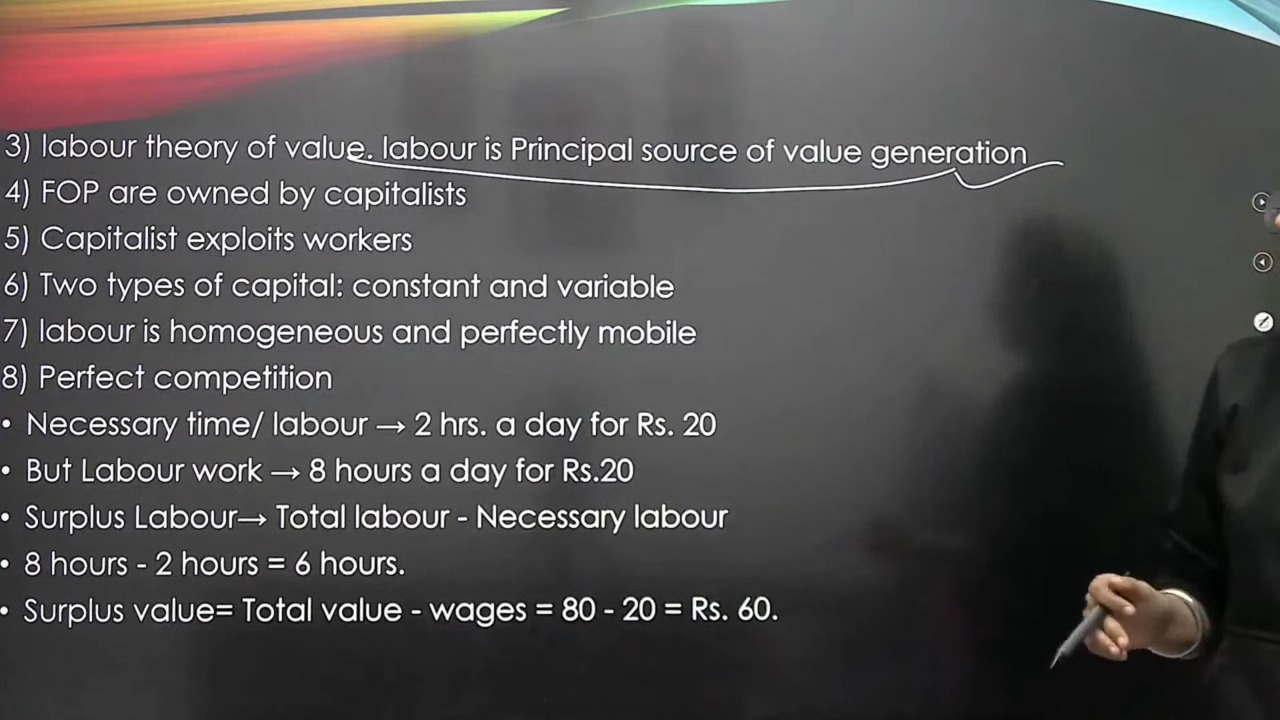 3) labour theory of value. labour is Principal source of value generation
4) FOP are owned by capitalists
5) Capitalist exploits workers
6) Two types of capital: constant and variable
7) labour is homogeneous and perfectly mobile
8) Perfect competition
• Necessary time/ labour → 2 hrs. a day for Rs. 20
• But Labour work → 8 hours a day for Rs.20
• Surplus Labour→ Total labour - Necessary labour
• 8 hours - 2 hours = 6 hours.
• Surplus value= Total value - wages = 80 - 20 = Rs. 60.